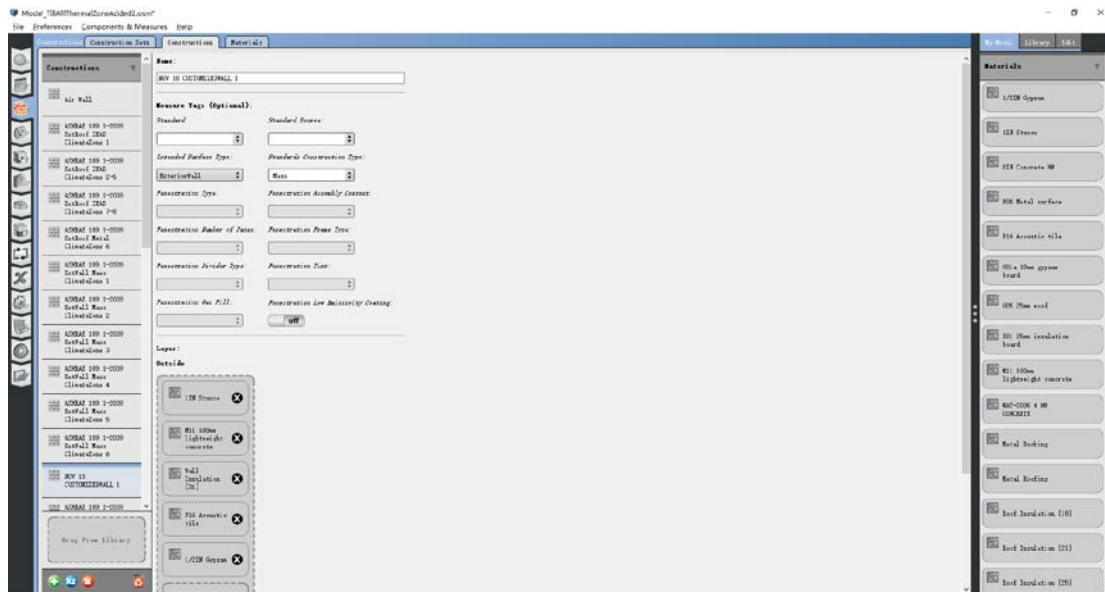 Model_TillAllThermalZoneAdded2.osm*
File Preferences Components & Measures Help
Constructions
Construction Sets
Constructions
Materials
My Model
Library
Edit
Constructions
Air Wall
ASHRAE 189 1-2009
ExtRoof IEAD
ClimateZone 1
ASHRAE 189 1-2009
ExtRoof IEAD
ClimateZone 2-5
ASHRAE 189 1-2009
ExtRoof IEAD
ClimateZone 7-8
ASHRAE 189 1-2009
ExtRoof Metal
ClimateZone 6
ASHRAE 189 1-2009
ExtWall Mass
ClimateZone 1
ASHRAE 189 1-2009
ExtWall Mass
ClimateZone 2
ASHRAE 189 1-2009
ExtWall Mass
ClimateZone 3
ASHRAE 189 1-2009
ExtWall Mass
ClimateZone 4
ASHRAE 189 1-2009
ExtWall Mass
ClimateZone 5
ASHRAE 189 1-2009
ExtWall Mass
ClimateZone 6
NOV 13
CUSTOMIZEDWALL 1
ASHRAE 189 1-2009
Drag From Library
Name:
NOV 13 CUSTOMIZEDWALL 1
Measure Tags (Optional):
Standard:
Standard Source:
Intended Surface Type:
Standards Construction Type:
ExteriorWall
Mass
Fenestration Type:
Fenestration Assembly Context:
Fenestration Number of Panes:
Fenestration Frame Type:
Fenestration Divider Type:
Fenestration Tint:
Fenestration Gas Fill:
Fenestration Low Emissivity Coating:
off
Layer:
Outside
1IN Stucco
M11 100mm
lightweight
concrete
Wall
Insulation
[31]
F16 Acoustic
tile
1/2IN Gypsum
Materials
1/2IN Gypsum
1IN Stucco
8IN Concrete HW
F08 Metal surface
F16 Acoustic tile
G01a 19mm gypsum
board
G05 25mm wood
I01 25mm insulation
board
M11 100mm
lightweight concrete
MAT-CC05 4 HW
CONCRETE
Metal Decking
Metal Roofing
Roof Insulation [18]
Roof Insulation [21]
Roof Insulation [25]